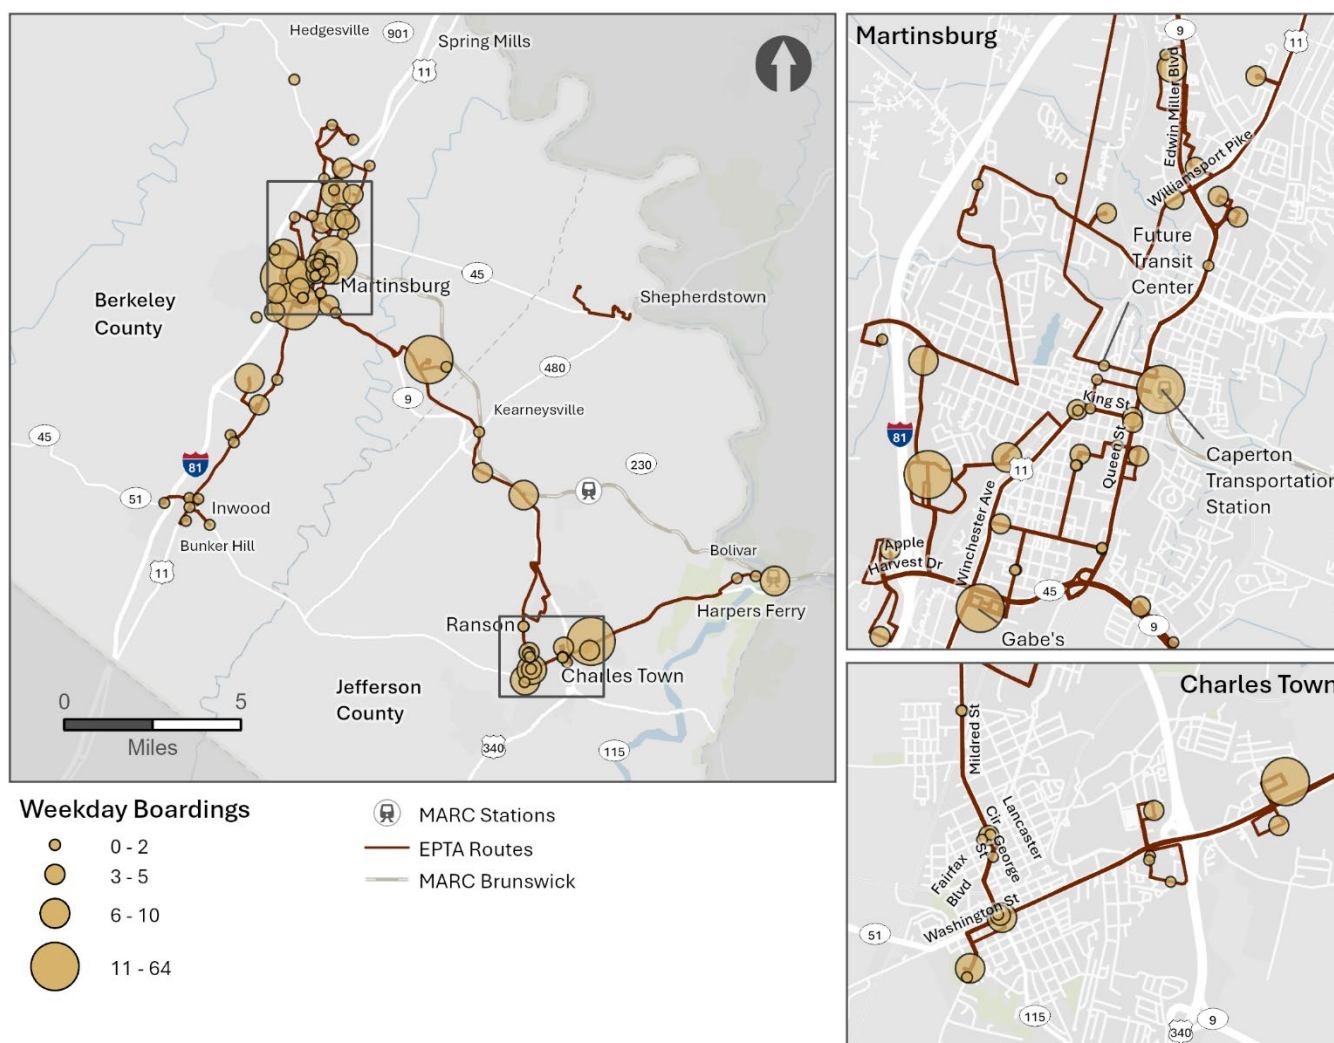 Hedgesville
901
Spring Mills
11
Martinsburg
45
Shepherdstown
Berkeley
County
480
9
Kearneysville
45
81
51
Inwood
230
Bunker Hill
11
Bolivar
Harpers Ferry
Ranson
Charles Town
Jefferson
County
0
5
Miles
340
115
Martinsburg
9
11
Edwin Miller Blvd
Williamsport Pike
Future
Transit
Center
King St
81
11
Queen St
Caperton
Transportation
Station
Winchester Ave
Apple
Harvest Dr
45
9
Gabe's
Charles Town
Mildred St
Lancaster
Cir
George
St
Fairfax
Blvd
Washington St
51
115
340
9
Weekday Boardings
0 - 2
3 - 5
6 - 10
11 - 64
MARC Stations
EPTA Routes
MARC Brunswick